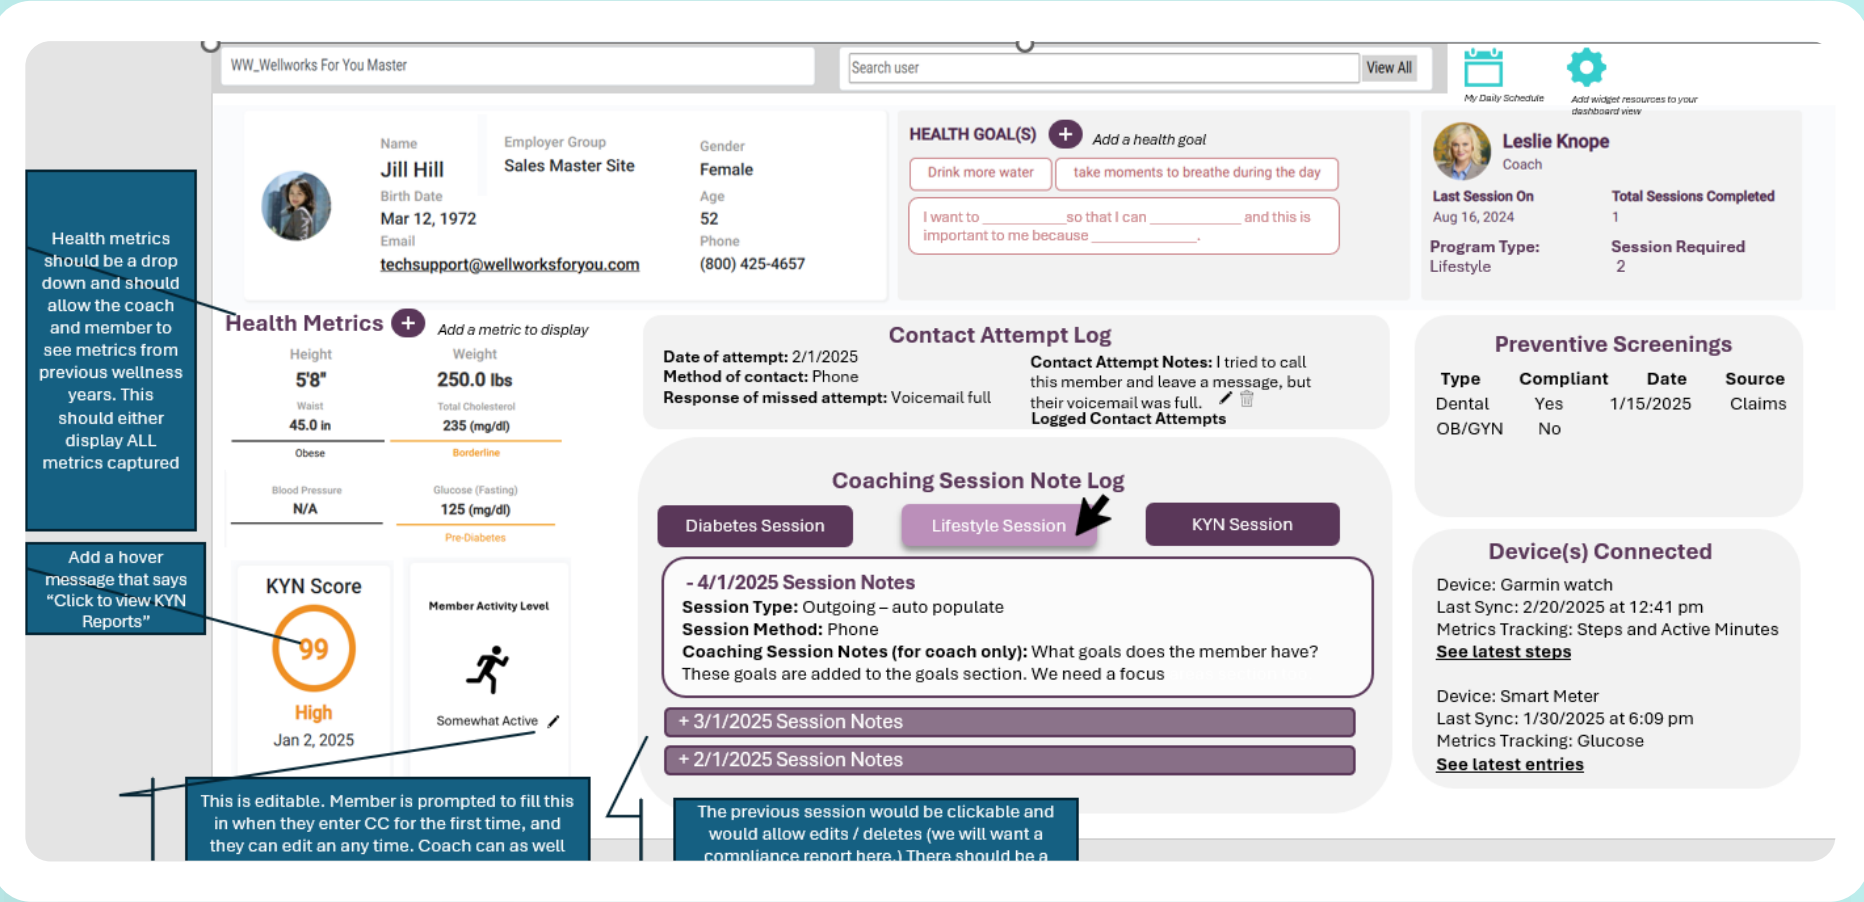 WW_Wellworks For You Master
Search user
View All
My Daily Schedule
Add widget resources to your
dashboard view
Name
Jill Hill
Employer Group
Sales Master Site
Gender
Female
Birth Date
Mar 12, 1972
Age
52
Email
techsupport@wellworksforyou.com
Phone
(800) 425-4657
HEALTH GOAL(S)
+
Add a health goal
Drink more water
take moments to breathe during the day
I want to __________so that I can ___________ and this is
important to me because _____________.
Leslie Knope
Coach
Last Session On
Aug 16, 2024
Total Sessions Completed
1
Program Type:
Lifestyle
Session Required
2
Health metrics
should be a drop
down and should
allow the coach
and member to
see metrics from
previous wellness
years. This
should either
display ALL
metrics captured
Add a hover
message that says
“Click to view KYN
Reports”
Health Metrics
+
Add a metric to display
Height
5'8"
Weight
250.0 lbs
Waist
45.0 in
Obese
Total Cholesterol
235 (mg/dl)
Borderline
Blood Pressure
N/A
Glucose (Fasting)
125 (mg/dl)
Pre-Diabetes
KYN Score
99
High
Jan 2, 2025
Member Activity Level
Somewhat Active
This is editable. Member is prompted to fill this
in when they enter CC for the first time, and
they can edit an any time. Coach can as well
Contact Attempt Log
Date of attempt: 2/1/2025
Method of contact: Phone
Response of missed attempt: Voicemail full
Contact Attempt Notes: I tried to call
this member and leave a message, but
their voicemail was full.
Logged Contact Attempts
Coaching Session Note Log
Diabetes Session
Lifestyle Session
KYN Session
- 4/1/2025 Session Notes
Session Type: Outgoing – auto populate
Session Method: Phone
Coaching Session Notes (for coach only): What goals does the member have?
These goals are added to the goals section. We need a focus
+ 3/1/2025 Session Notes
+ 2/1/2025 Session Notes
The previous session would be clickable and
would allow edits / deletes (we will want a
compliance report here.) There should be a
Preventive Screenings
Type Compliant Date Source
Dental Yes 1/15/2025 Claims
OB/GYN No
Device(s) Connected
Device: Garmin watch
Last Sync: 2/20/2025 at 12:41 pm
Metrics Tracking: Steps and Active Minutes
See latest steps
Device: Smart Meter
Last Sync: 1/30/2025 at 6:09 pm
Metrics Tracking: Glucose
See latest entries